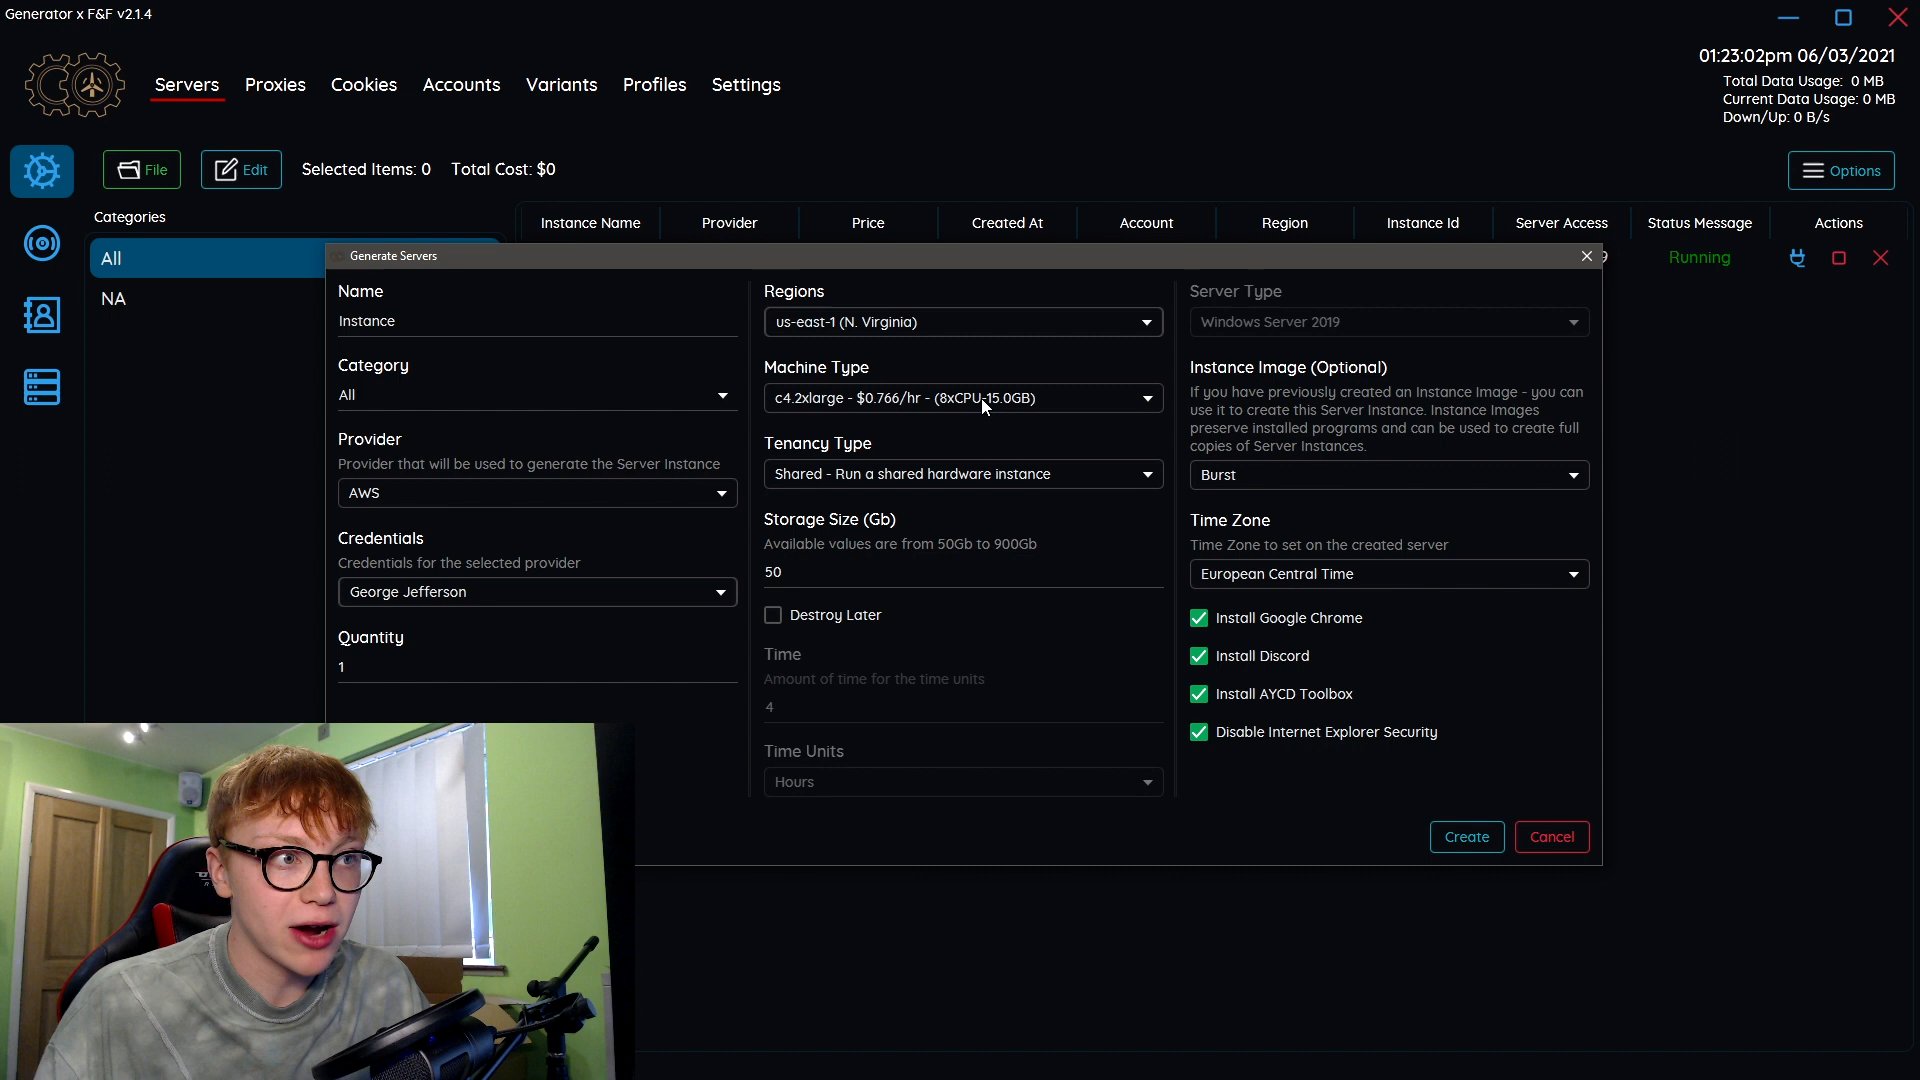 Generator x F&F v2.1.4
01:23:02pm 06/03/2021
Total Data Usage: 0 MB
Current Data Usage: 0 MB
Down/Up: 0 B/s
Servers
Proxies
Cookies
Accounts
Variants
Profiles
Settings
File
Edit
Selected Items: 0
Total Cost: $0
Options
Categories
All
NA
Instance Name
Provider
Price
Created At
Account
Region
Instance Id
Server Access
Status Message
Actions
9
Running
Generate Servers
Name
Instance
Category
All
Provider
Provider that will be used to generate the Server Instance
AWS
Credentials
Credentials for the selected provider
George Jefferson
Quantity
1
Regions
us-east-1 (N. Virginia)
Machine Type
c4.2xlarge - $0.766/hr - (8xCPU-15.0GB)
Tenancy Type
Shared - Run a shared hardware instance
Storage Size (Gb)
Available values are from 50Gb to 900Gb
50
Destroy Later
Time
Amount of time for the time units
4
Time Units
Hours
Server Type
Windows Server 2019
Instance Image (Optional)
If you have previously created an Instance Image - you can
use it to create this Server Instance. Instance Images
preserve installed programs and can be used to create full
copies of Server Instances.
Burst
Time Zone
Time Zone to set on the created server
European Central Time
Install Google Chrome
Install Discord
Install AYCD Toolbox
Disable Internet Explorer Security
Create
Cancel